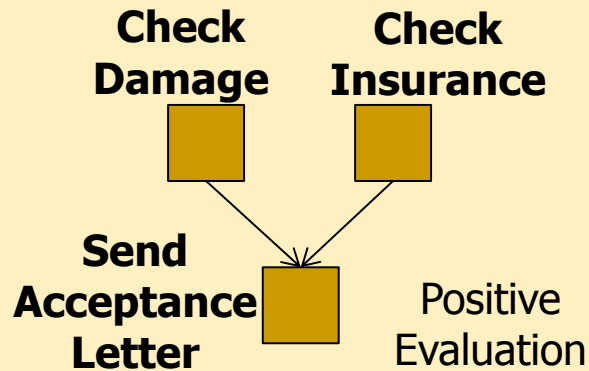 Check
Damage
Check
Insurance
Send
Acceptance
Letter
Positive
Evaluation